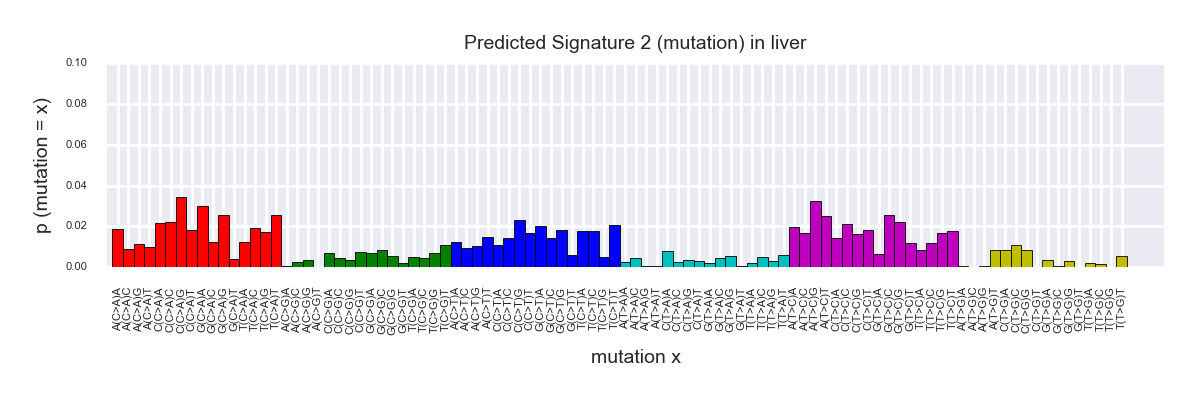 Predicted Signature 2 (mutation) in liver
p (mutation = x)
0.10
0.08
0.06
0.04
0.02
0.00
A(C>A)A
A(C>A)C
A(C>A)G
A(C>A)T
C(C>A)A
C(C>A)C
C(C>A)G
C(C>A)T
G(C>A)A
G(C>A)C
G(C>A)G
G(C>A)T
T(C>A)A
T(C>A)C
T(C>A)G
T(C>A)T
A(C>G)A
A(C>G)C
A(C>G)G
A(C>G)T
C(C>G)A
C(C>G)C
C(C>G)G
C(C>G)T
G(C>G)A
G(C>G)C
G(C>G)G
G(C>G)T
T(C>G)A
T(C>G)C
T(C>G)G
T(C>G)T
A(C>T)A
A(C>T)C
A(C>T)G
A(C>T)T
C(C>T)A
C(C>T)C
C(C>T)G
C(C>T)T
G(C>T)A
G(C>T)C
G(C>T)G
G(C>T)T
T(C>T)A
T(C>T)C
T(C>T)G
T(C>T)T
A(T>A)A
A(T>A)C
A(T>A)G
A(T>A)T
C(T>A)A
C(T>A)C
C(T>A)G
C(T>A)T
G(T>A)A
G(T>A)C
G(T>A)G
G(T>A)T
T(T>A)A
T(T>A)C
T(T>A)G
T(T>A)T
A(T>C)A
A(T>C)C
A(T>C)G
A(T>C)T
C(T>C)A
C(T>C)C
C(T>C)G
C(T>C)T
G(T>C)A
G(T>C)C
G(T>C)G
G(T>C)T
T(T>C)A
T(T>C)C
T(T>C)G
T(T>C)T
A(T>G)A
A(T>G)C
A(T>G)G
A(T>G)T
C(T>G)A
C(T>G)C
C(T>G)G
C(T>G)T
G(T>G)A
G(T>G)C
G(T>G)G
G(T>G)T
T(T>G)A
T(T>G)C
T(T>G)G
T(T>G)T
mutation x